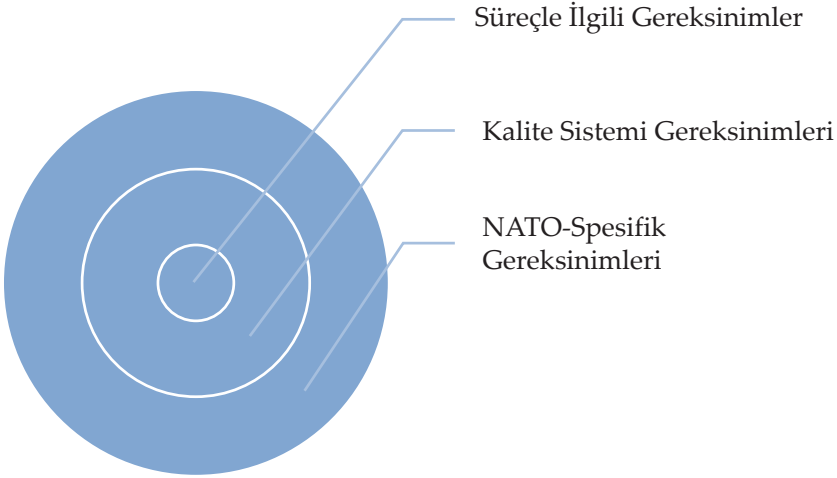 Süreçle İlgili Gereksinimler
Kalite Sistemi Gereksinimleri
NATO-Spesifik
Gereksinimleri